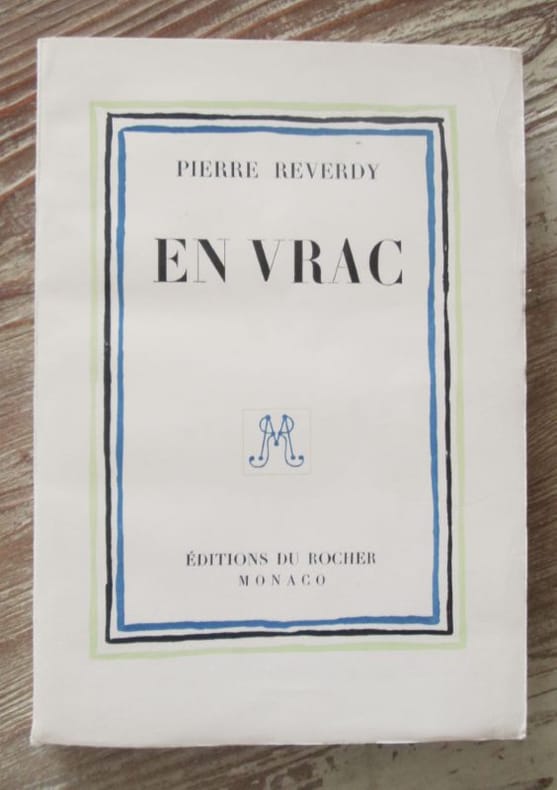 PIERRE REVERDY
EN VRAC
ÉDITIONS DU ROCHER
MONACO